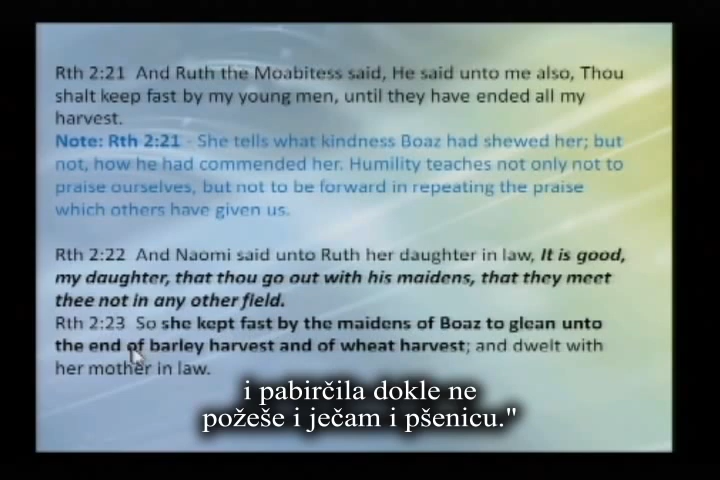 Rth 2:21 And Ruth the Moabitess said, He said unto me also, Thou
shalt keep fast by my young men, until they have ended all my
harvest.
Note: Rth 2:21 - She tells what kindness Boaz had shewed her; but
not, how he had commended her. Humility teaches not only not to
praise ourselves, but not to be forward in repeating the praise
which others have given us.
Rth 2:22 And Naomi said unto Ruth her daughter in law, It is good,
my daughter, that thou go out with his maidens, that they meet
thee not in any other field.
Rth 2:23 So she kept fast by the maidens of Boaz to glean unto
the end of barley harvest and of wheat harvest; and dwelt with
her mother in law.
i pabirčila dokle ne
požeše i ječam i pšenicu."